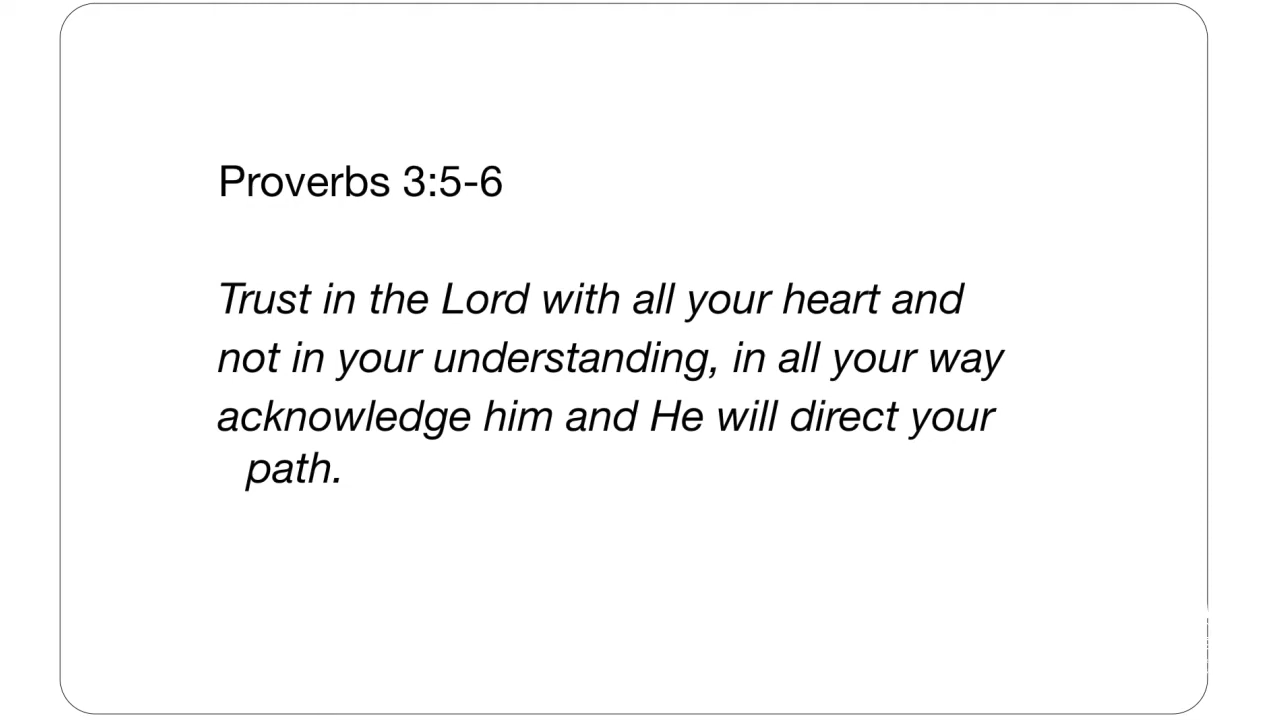 Proverbs 3:5-6
Trust in the Lord with all your heart and
not in your understanding, in all your way
acknowledge him and He will direct your
path.